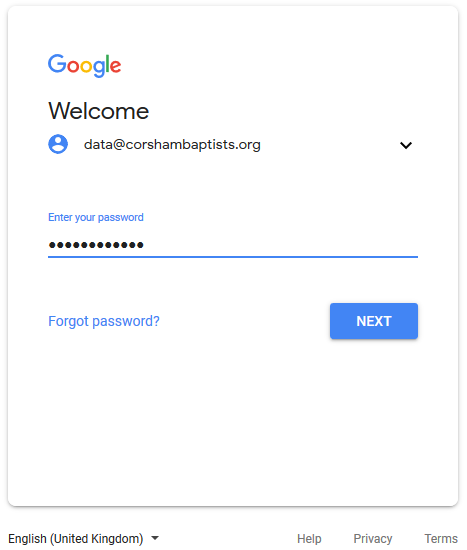 Google
Welcome
data@corshambaptists.org
Enter your password
••••••••••••
Forgot password?
NEXT
English (United Kingdom)
Help Privacy Terms